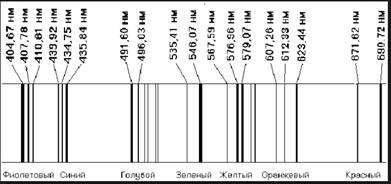 404,67 нм
407,78 нм
410,81 нм
439,92 нм
434,75 нм
435,84 нм
491,60 нм
496,03 нм
535,41 нм
546,07 нм
567,59 нм
576,96 нм
579,07 нм
607,26 нм
612,33 нм
623,44 нм
671,62 нм
690,72 нм
Фиолетовый Синий Голубой Зеленый Желтый Оранжевый Красный